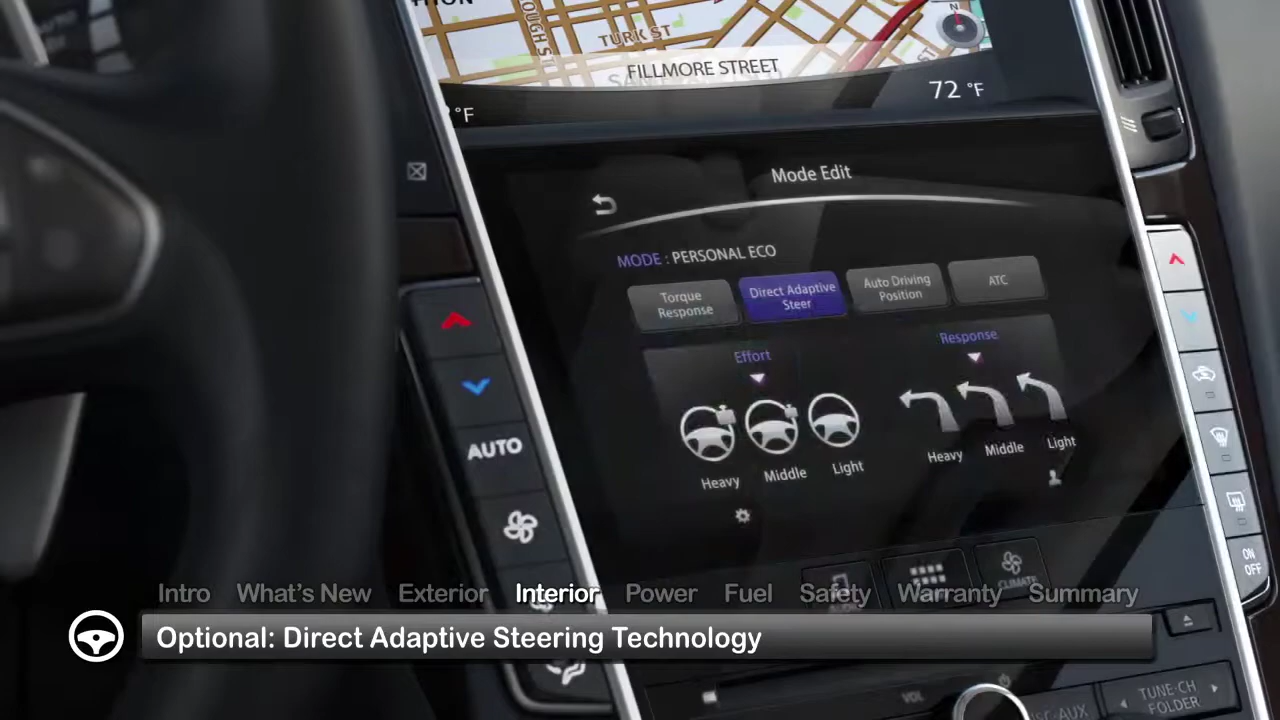 TURK ST
FILLMORE STREET
°F
72 °F
Mode Edit
MODE : PERSONAL ECO
Torque
Response
Direct Adaptive
Steer
Auto Driving
Position
ATC
Effort
Response
Heavy
Middle
Light
Heavy
Middle
Light
AUTO
ON
OFF
CLIMATE
Intro
What's New
Exterior
Interior
Power
Fuel
Safety
Warranty
Summary
Optional: Direct Adaptive Steering Technology
VOL
TUNE-CH
FOLDER